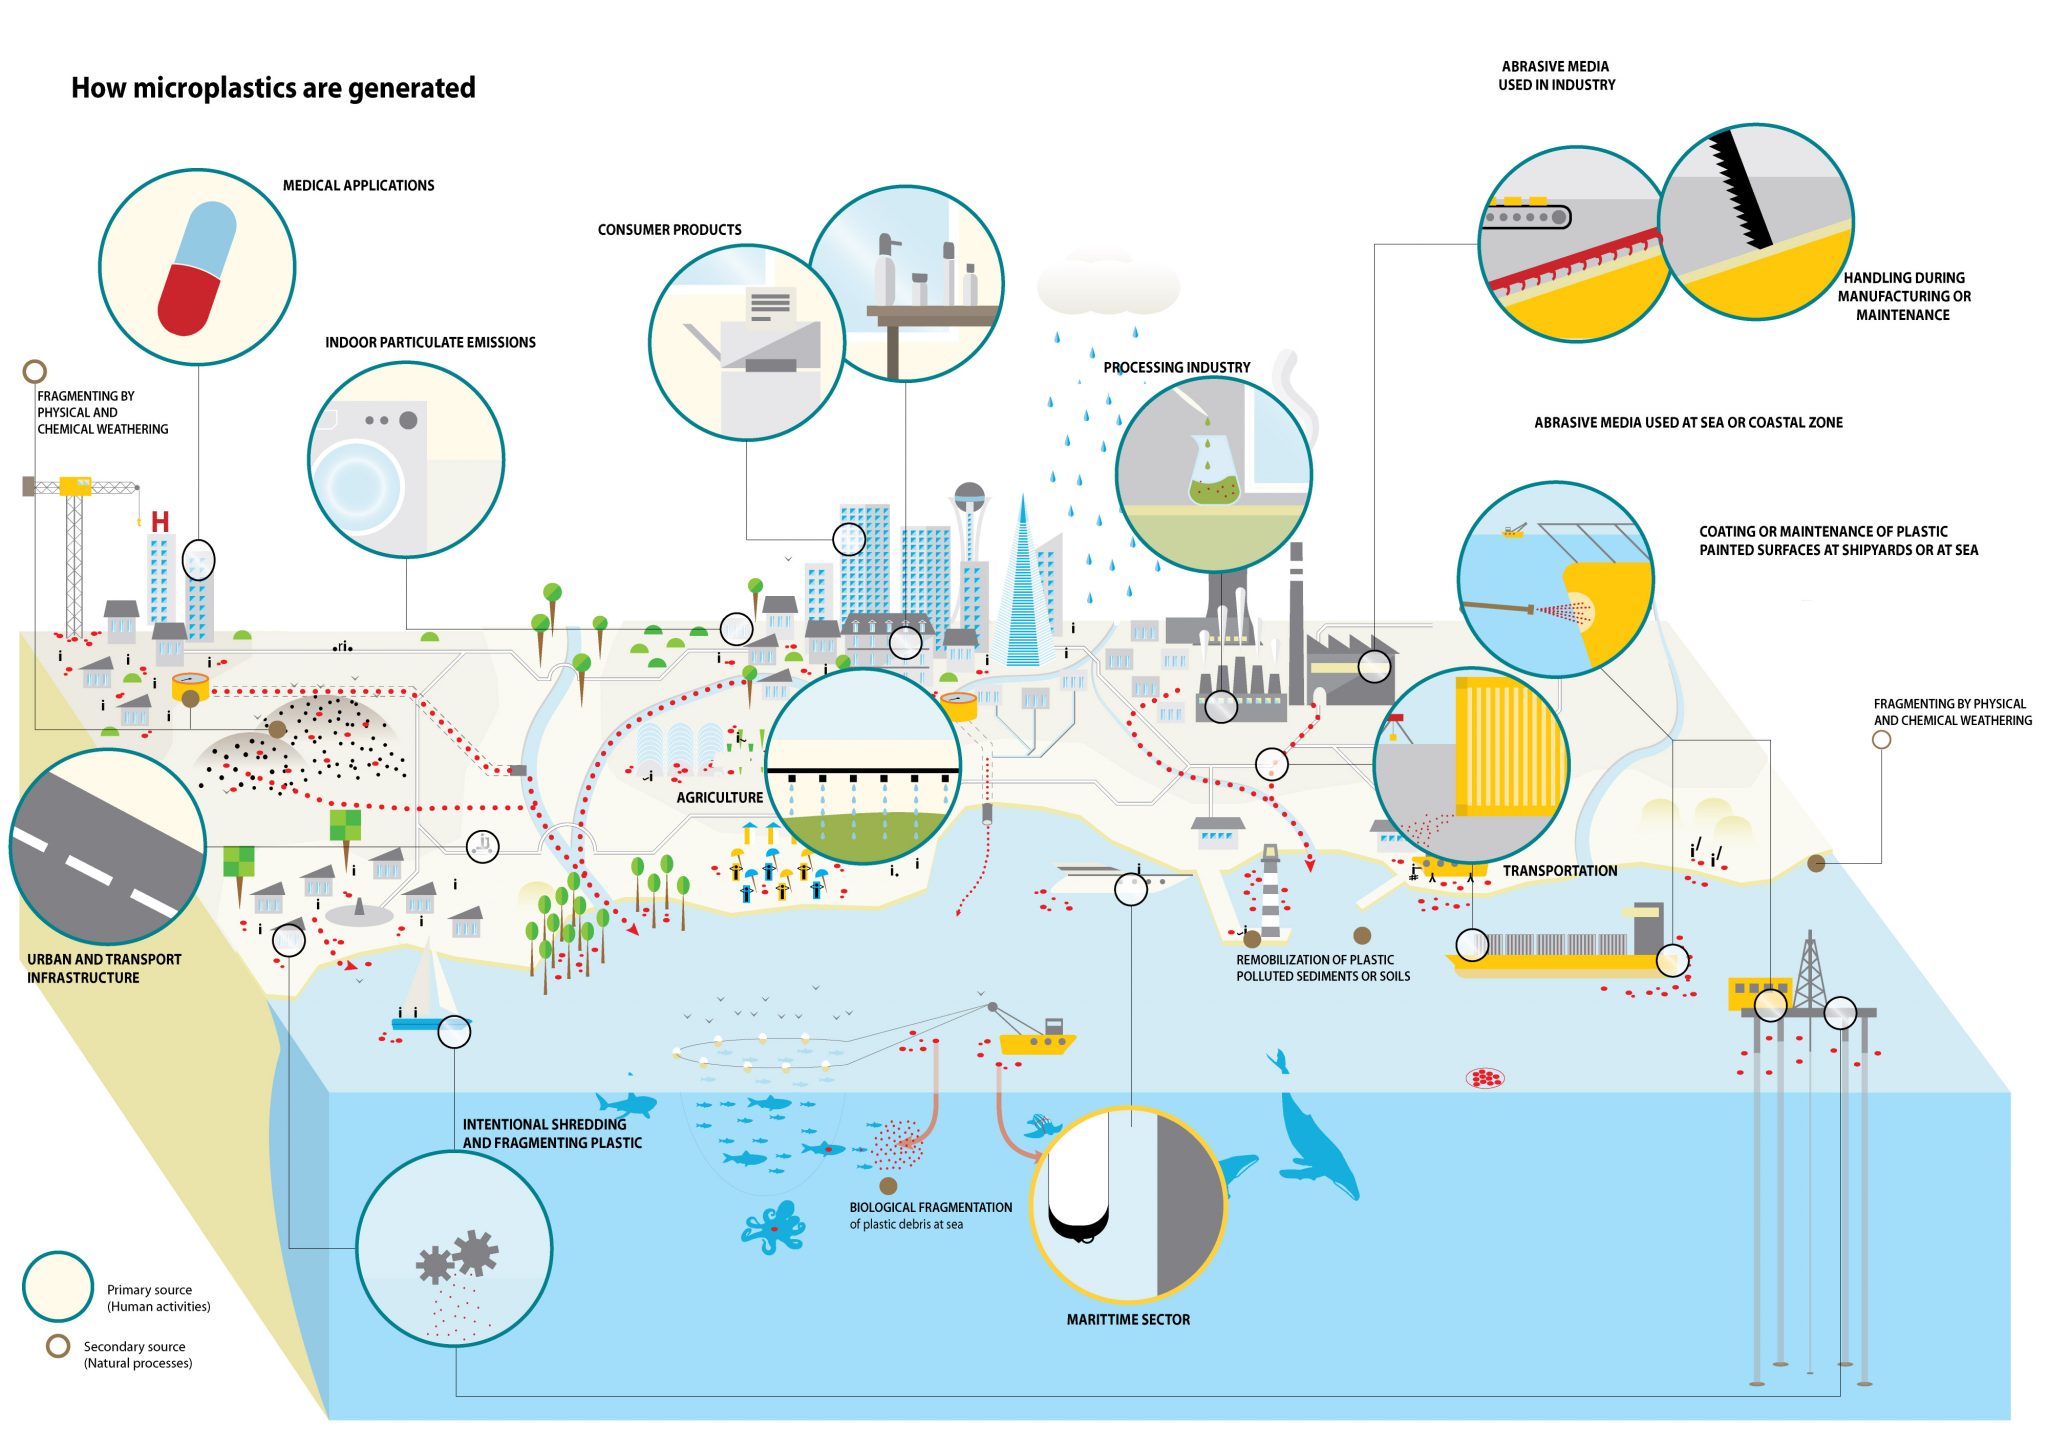 How microplastics are generated
ABRASIVE MEDIA
USED IN INDUSTRY
MEDICAL APPLICATIONS
CONSUMER PRODUCTS
HANDLING DURING
MANUFACTURING OR
MAINTENANCE
INDOOR PARTICULATE EMISSIONS
PROCESSING INDUSTRY
FRAGMENTING BY
PHYSICAL AND
CHEMICAL WEATHERING
ABRASIVE MEDIA USED AT SEA OR COASTAL ZONE
H
COATING OR MAINTENANCE OF PLASTIC
PAINTED SURFACES AT SHIPYARDS OR AT SEA
FRAGMENTING BY PHYSICAL
AND CHEMICAL WEATHERING
AGRICULTURE
TRANSPORTATION
URBAN AND TRANSPORT
INFRASTRUCTURE
REMOBILIZATION OF PLASTIC
POLLUTED SEDIMENTS OR SOILS
INTENTIONAL SHREDDING
AND FRAGMENTING PLASTIC
BIOLOGICAL FRAGMENTATION
of plastic debris at sea
MARITTIME SECTOR
Primary source
(Human activities)
Secondary source
(Natural processes)